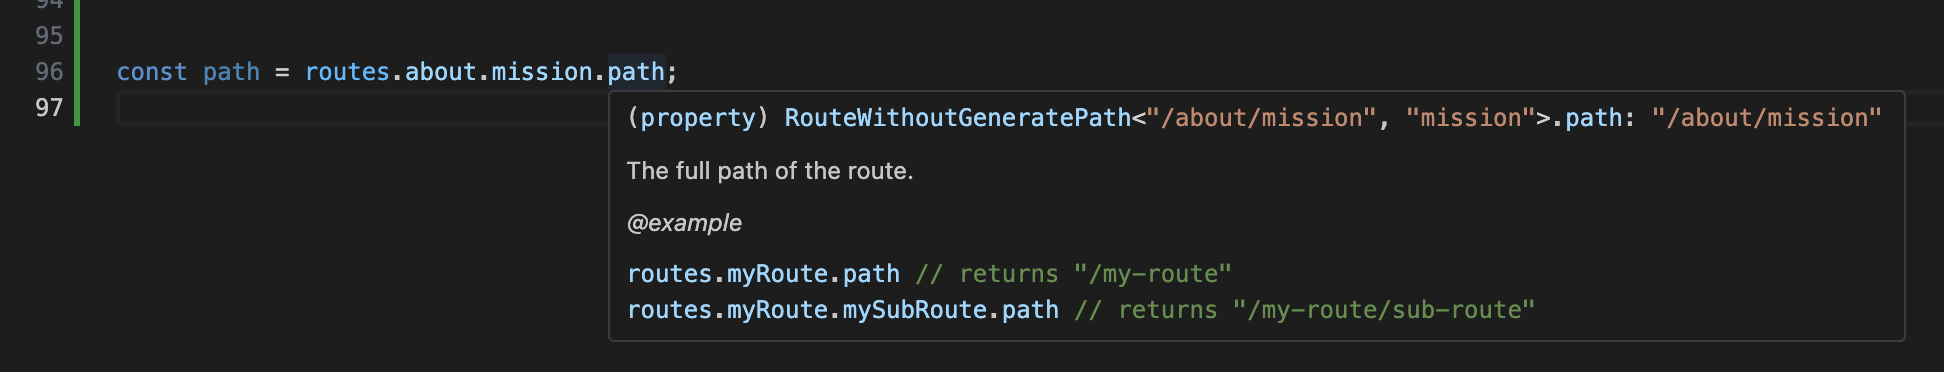 94
95
96 const path = routes.about.mission.path;
97
(property) RouteWithoutGeneratePath<"/about/mission", "mission">.path: "/about/mission"
The full path of the route.
@example
routes.myRoute.path // returns "/my-route"
routes.myRoute.mySubRoute.path // returns "/my-route/sub-route"